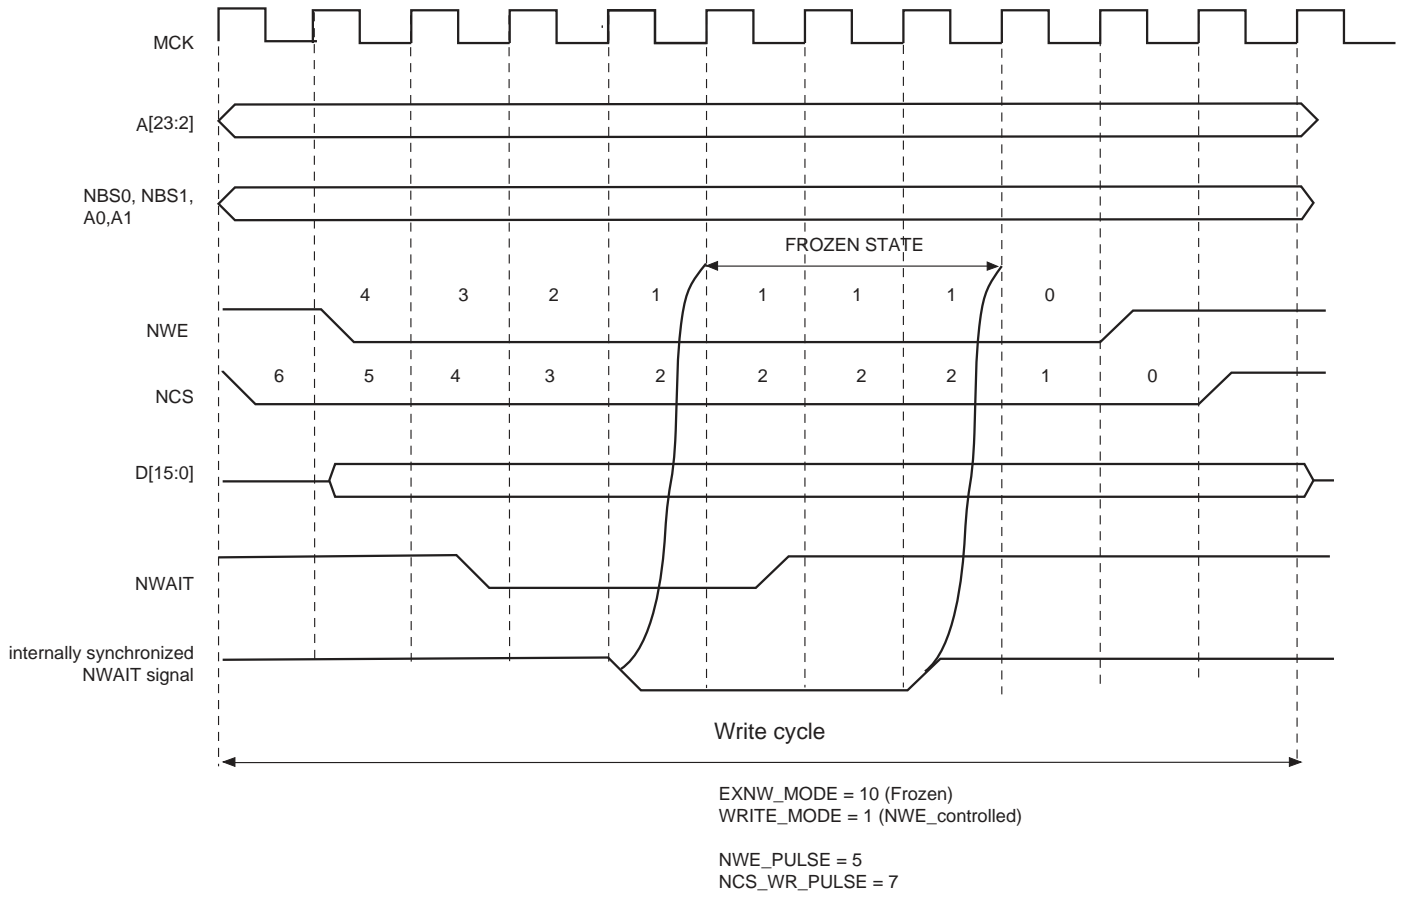 MCK
A[23:2]
NBS0, NBS1,
A0,A1
FROZEN STATE
4 3 2 1 1 1 1 0
NWE
6 5 4 3 2 2 2 2 1 0
NCS
D[15:0]
NWAIT
internally synchronized
NWAIT signal
Write cycle
EXNW_MODE = 10 (Frozen)
WRITE_MODE = 1 (NWE_controlled)
NWE_PULSE = 5
NCS_WR_PULSE = 7